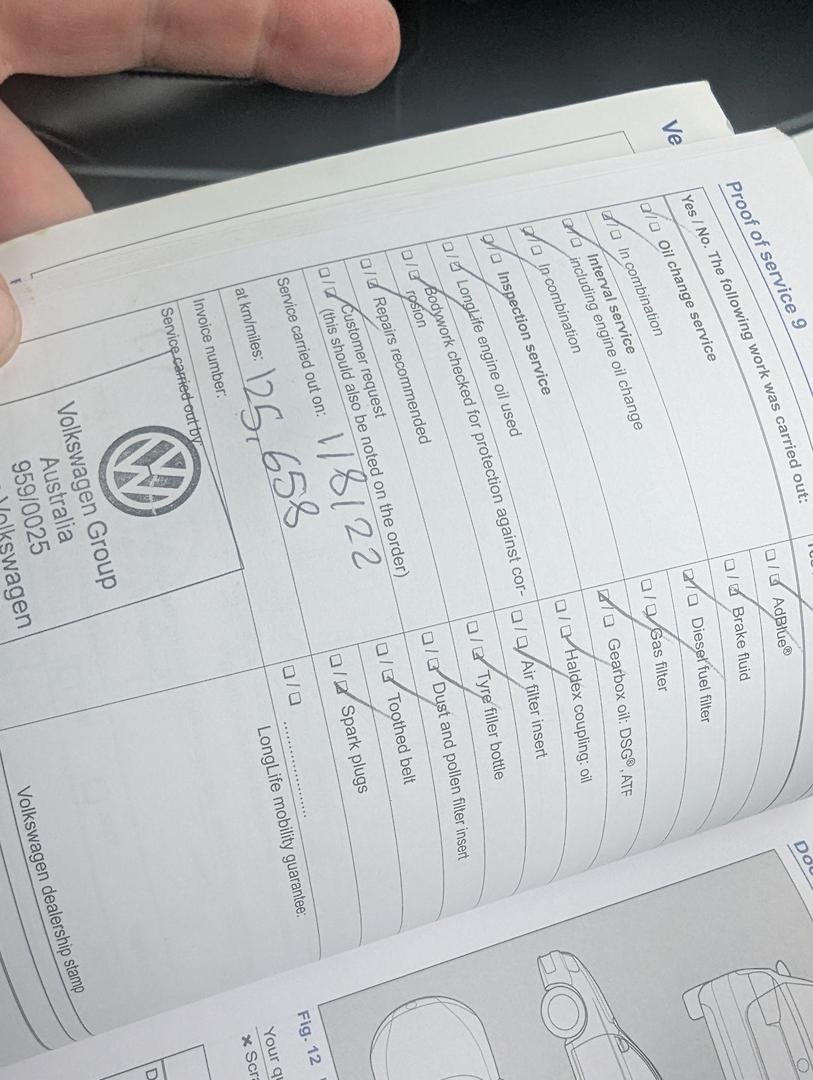 Ve
Proof of service 9
Yes / No. The following work was carried out:
☐/☐ Oil change service
☑/☐ In combination
☑/☐ Interval service
including engine oil change
☑/☐ In combination
☑/☐ Inspection service
☐/☑ LongLife engine oil used
☐/☑ Bodywork checked for protection against cor-
rosion
☐/☑ Repairs recommended
☐/☑ Customer request
(this should also be noted on the order)
Service carried out on: 1/8/22
at km/miles: 125,658
Invoice number:
Service carried out by
Volkswagen Group
Australia
959/0025
Volkswagen
☐/☑ AdBlue®
☐/☑ Brake fluid
☑/☐ Diesel fuel filter
☐/☑ Gas filter
☑/☐ Gearbox oil: DSG®, ATF
☐/☑ Haldex coupling: oil
☐/☑ Air filter insert
☐/☑ Tyre filler bottle
☐/☑ Dust and pollen filter insert
☐/☑ Toothed belt
☐/☑ Spark plugs
☐/☐ ..................
LongLife mobility guarantee:
Volkswagen dealership stamp
Fig. 12